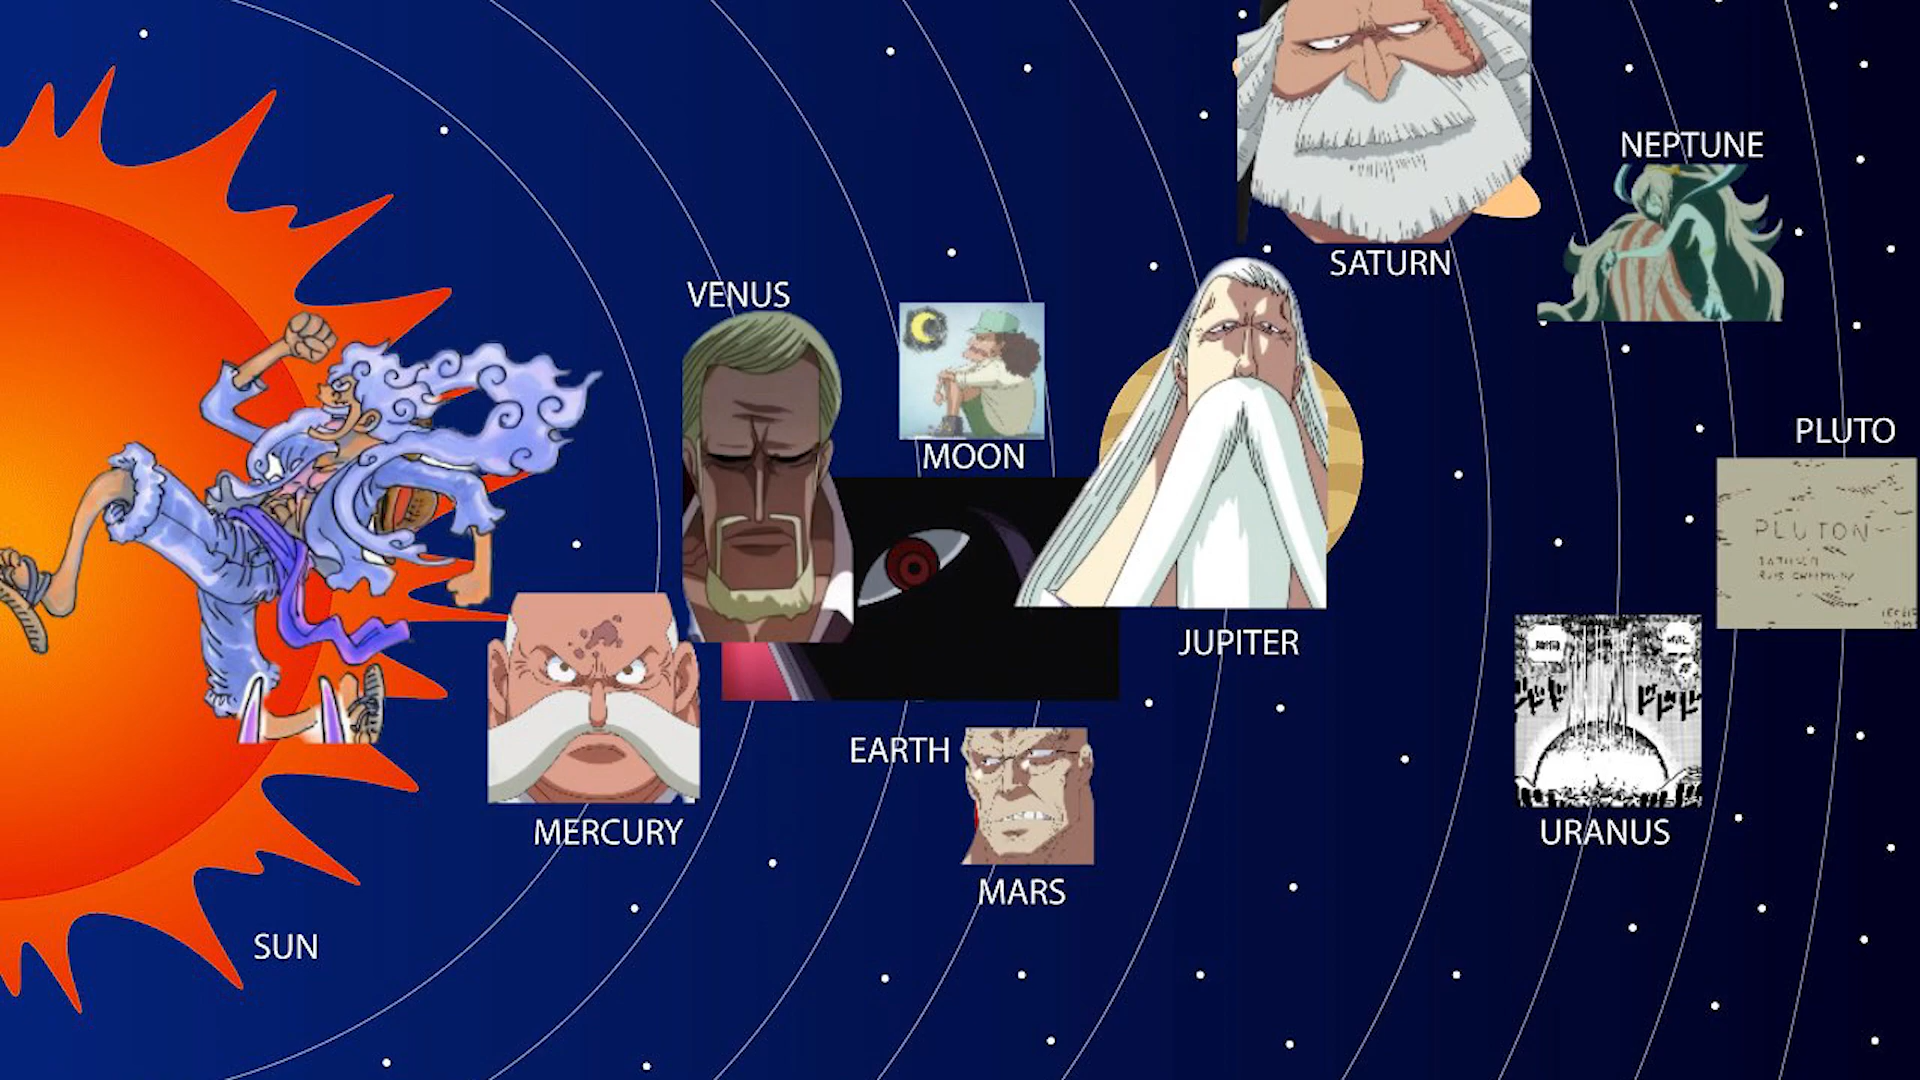 NEPTUNE
SATURN
VENUS
PLUTO
MOON
PLUTON
JUPITER
EARTH
MERCURY
URANUS
MARS
SUN